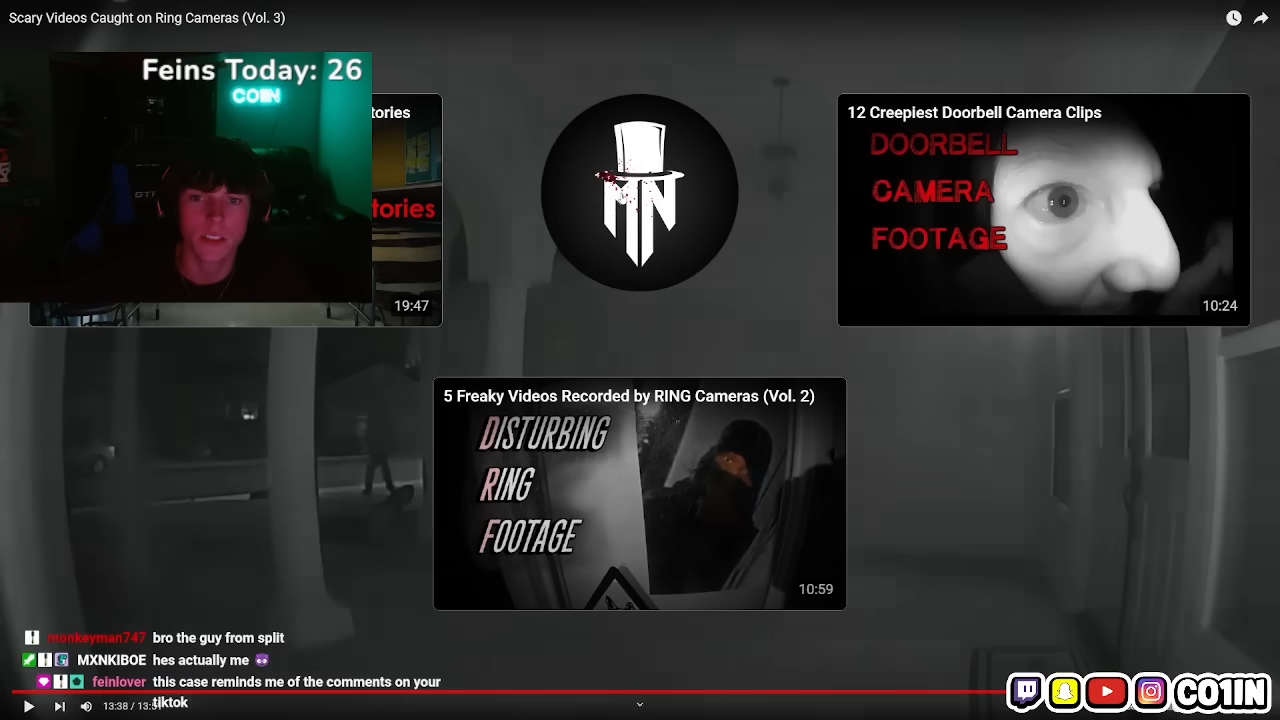 Scary Videos Caught on Ring Cameras (Vol. 3)
Feins Today: 26
CO1N
GT
tories
tories
19:47
MN
12 Creepiest Doorbell Camera Clips
DOORBELL
CAMERA
FOOTAGE
10:24
5 Freaky Videos Recorded by RING Cameras (Vol. 2)
DISTURBING
RING
FOOTAGE
10:59
monkeyman747 bro the guy from split
MXNKIBOE hes actually me
feinlover this case reminds me of the comments on your
tiktok
13:38 / 13:
CO1IN